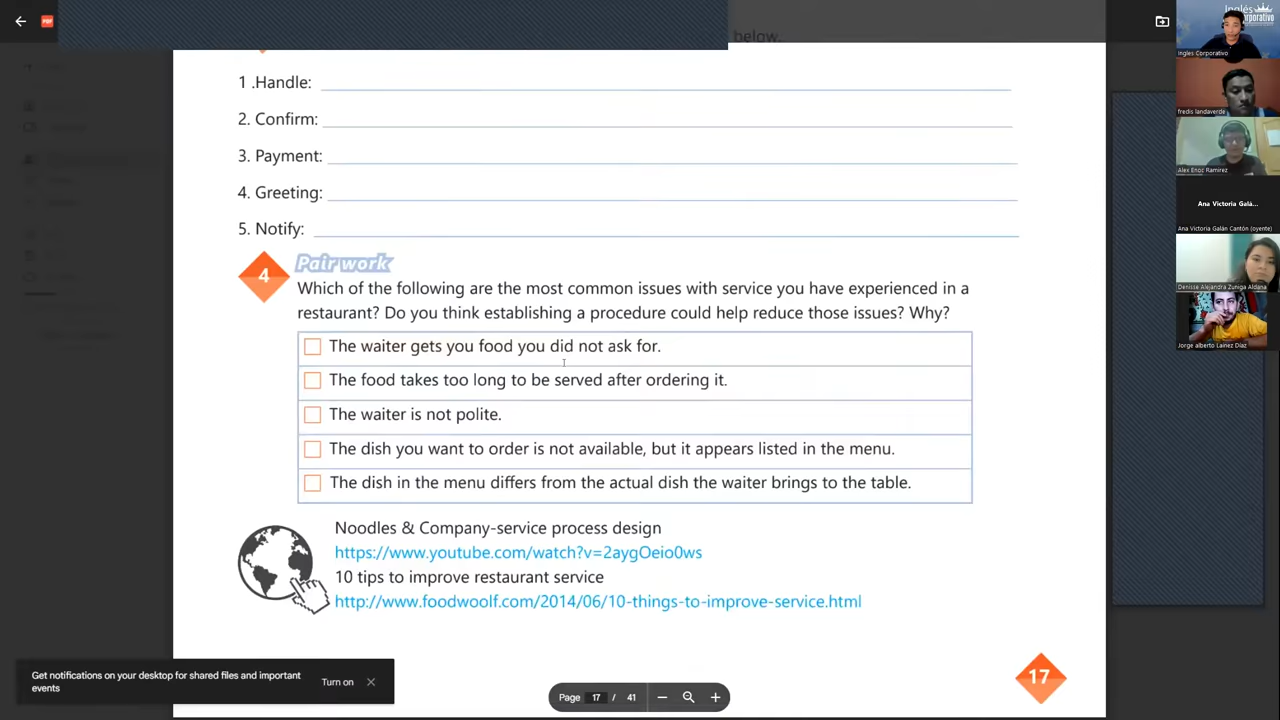 below.
1 .Handle:
2. Confirm:
3. Payment:
4. Greeting:
5. Notify:
4
Pair work
Which of the following are the most common issues with service you have experienced in a
restaurant? Do you think establishing a procedure could help reduce those issues? Why?
The waiter gets you food you did not ask for.
The food takes too long to be served after ordering it.
The waiter is not polite.
The dish you want to order is not available, but it appears listed in the menu.
The dish in the menu differs from the actual dish the waiter brings to the table.
Noodles & Company-service process design
https://www.youtube.com/watch?v=2aygOeio0ws
10 tips to improve restaurant service
http://www.foodwoolf.com/2014/06/10-things-to-improve-service.html
17
Get notifications on your desktop for shared files and important
events
Turn on
Page 17 / 41
PDF
Inglés
Corporativo
Ingles Corporativo
fredis landaverde
Alex Enoc Ramirez
Ana Victoria Galá...
Ana Victoria Galán Cantón (oyente)
Denisse Alejandra Zuniga Aldana
Jorge alberto Lainez Díaz